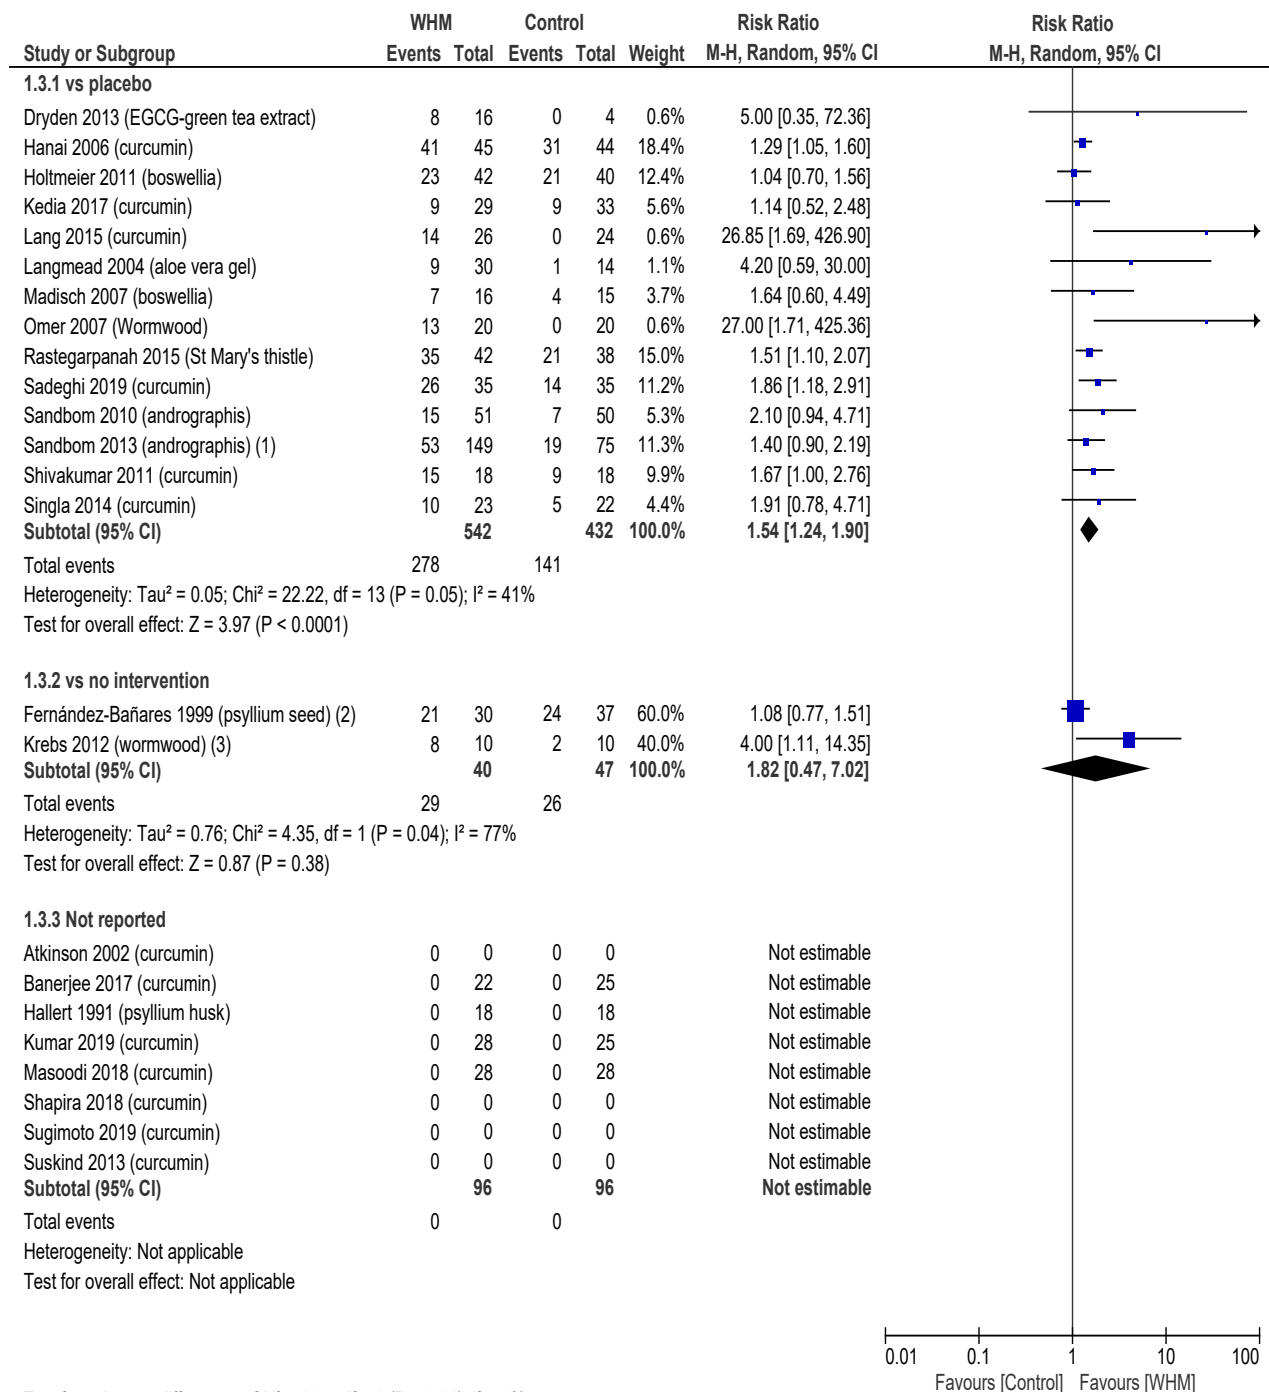 WHM Control Risk Ratio Risk Ratio
Study or Subgroup Events Total Events Total Weight M-H, Random, 95% CI M-H, Random, 95% CI
1.3.1 vs placebo
Dryden 2013 (EGCG-green tea extract) 8 16 0 4 0.6% 5.00 [0.35, 72.36]
Hanai 2006 (curcumin) 41 45 31 44 18.4% 1.29 [1.05, 1.60]
Holtmeier 2011 (boswellia) 23 42 21 40 12.4% 1.04 [0.70, 1.56]
Kedia 2017 (curcumin) 9 29 9 33 5.6% 1.14 [0.52, 2.48]
Lang 2015 (curcumin) 14 26 0 24 0.6% 26.85 [1.69, 426.90]
Langmead 2004 (aloe vera gel) 9 30 1 14 1.1% 4.20 [0.59, 30.00]
Madisch 2007 (boswellia) 7 16 4 15 3.7% 1.64 [0.60, 4.49]
Omer 2007 (Wormwood) 13 20 0 20 0.6% 27.00 [1.71, 425.36]
Rastegarpanah 2015 (St Mary's thistle) 35 42 21 38 15.0% 1.51 [1.10, 2.07]
Sadeghi 2019 (curcumin) 26 35 14 35 11.2% 1.86 [1.18, 2.91]
Sandbom 2010 (andrographis) 15 51 7 50 5.3% 2.10 [0.94, 4.71]
Sandbom 2013 (andrographis) (1) 53 149 19 75 11.3% 1.40 [0.90, 2.19]
Shivakumar 2011 (curcumin) 15 18 9 18 9.9% 1.67 [1.00, 2.76]
Singla 2014 (curcumin) 10 23 5 22 4.4% 1.91 [0.78, 4.71]
Subtotal (95% CI) 542 432 100.0% 1.54 [1.24, 1.90]
Total events 278 141
Heterogeneity: Tau² = 0.05; Chi² = 22.22, df = 13 (P = 0.05); I² = 41%
Test for overall effect: Z = 3.97 (P < 0.0001)
1.3.2 vs no intervention
Fernández-Bañares 1999 (psyllium seed) (2) 21 30 24 37 60.0% 1.08 [0.77, 1.51]
Krebs 2012 (wormwood) (3) 8 10 2 10 40.0% 4.00 [1.11, 14.35]
Subtotal (95% CI) 40 47 100.0% 1.82 [0.47, 7.02]
Total events 29 26
Heterogeneity: Tau² = 0.76; Chi² = 4.35, df = 1 (P = 0.04); I² = 77%
Test for overall effect: Z = 0.87 (P = 0.38)
1.3.3 Not reported
Atkinson 2002 (curcumin) 0 0 0 0 Not estimable
Banerjee 2017 (curcumin) 0 22 0 25 Not estimable
Hallert 1991 (psyllium husk) 0 18 0 18 Not estimable
Kumar 2019 (curcumin) 0 28 0 25 Not estimable
Masoodi 2018 (curcumin) 0 28 0 28 Not estimable
Shapira 2018 (curcumin) 0 0 0 0 Not estimable
Sugimoto 2019 (curcumin) 0 0 0 0 Not estimable
Suskind 2013 (curcumin) 0 0 0 0 Not estimable
Subtotal (95% CI) 96 96 Not estimable
Total events 0 0
Heterogeneity: Not applicable
Test for overall effect: Not applicable
0.01 0.1 1 10 100
Favours [Control] Favours [WHM]